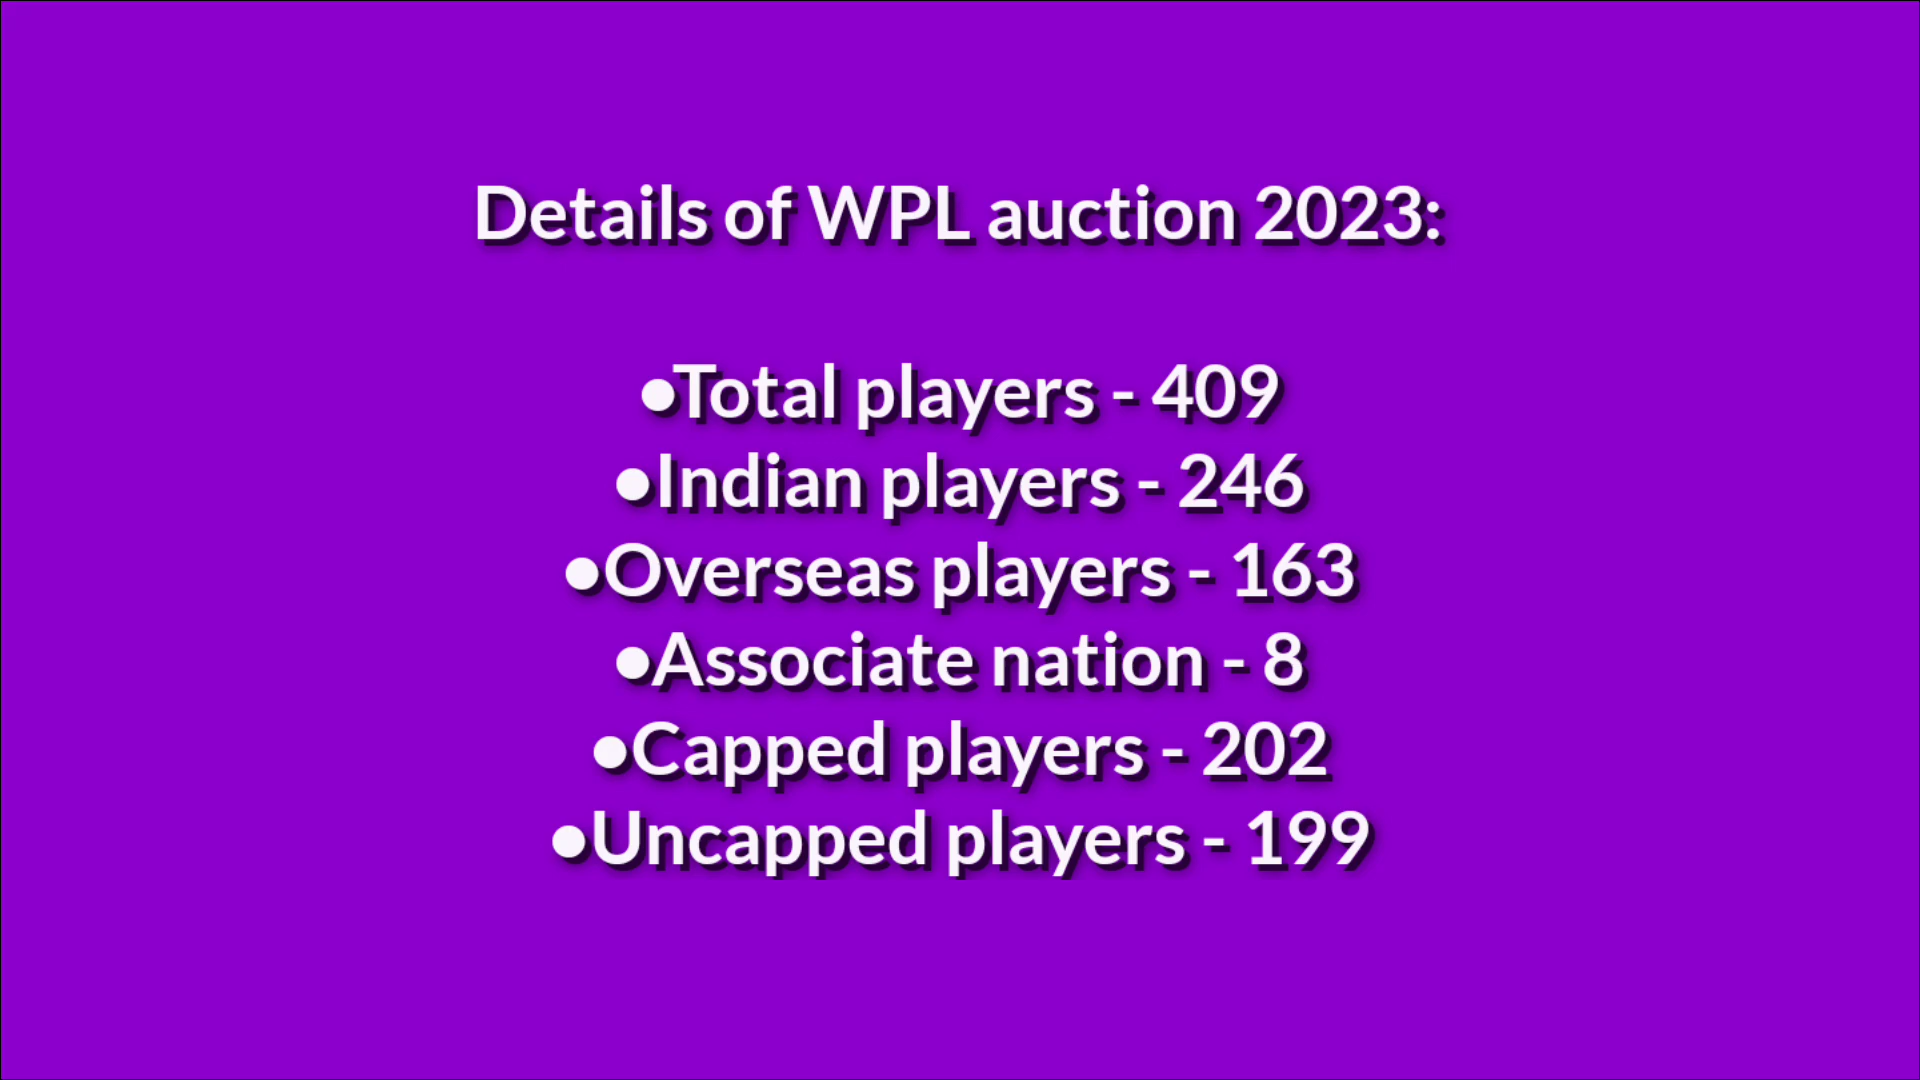 Details of WPL auction 2023:
•Total players - 409
•Indian players - 246
•Overseas players - 163
•Associate nation - 8
•Capped players - 202
•Uncapped players - 199